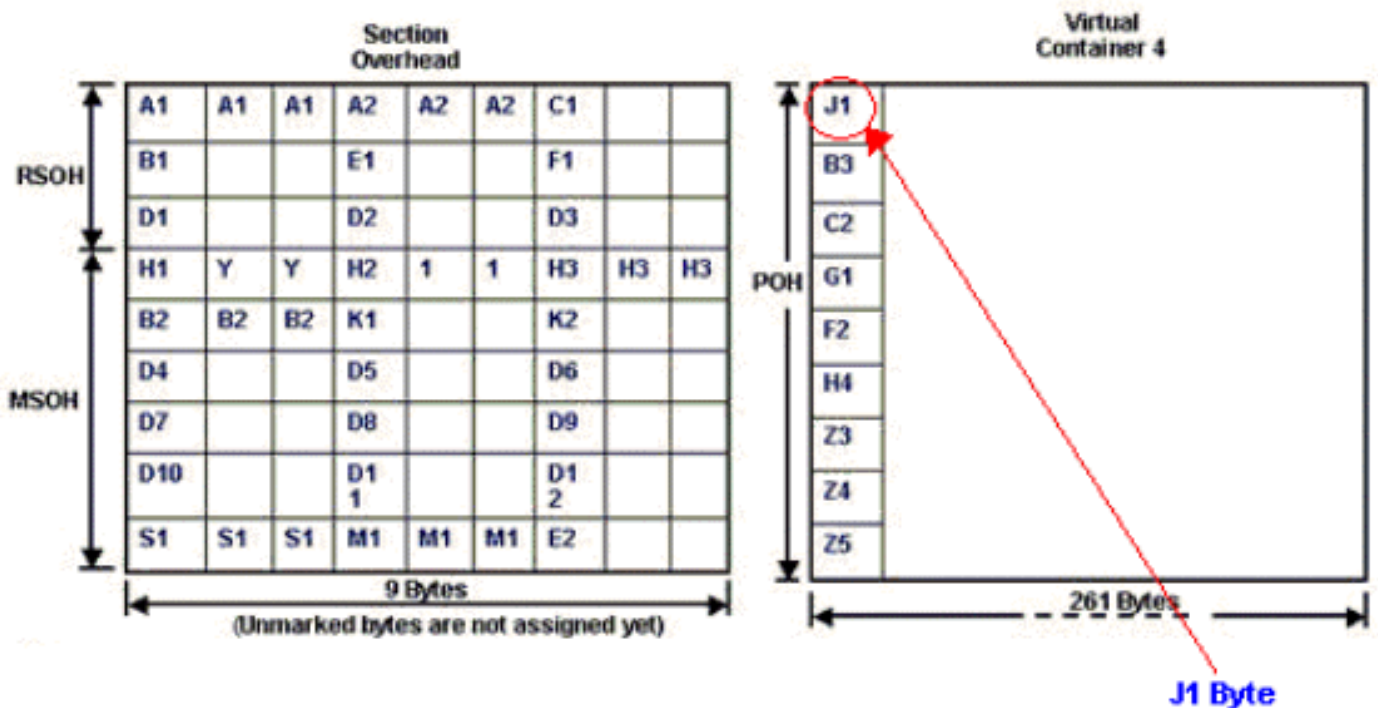 Section
Overhead
Virtual
Container 4
RSOH
A1 A1 A1 A2 A2 A2 C1
B1 E1 F1
D1 D2 D3
MSOH
H1 Y Y H2 1 1 H3 H3 H3
B2 B2 B2 K1 K2
D4 D5 D6
D7 D8 D9
D10 D1 D1
1 2
S1 S1 S1 M1 M1 M1 E2
9 Bytes
(Unmarked bytes are not assigned yet)
POH
J1
B3
C2
G1
F2
H4
Z3
Z4
Z5
261 Bytes
J1 Byte